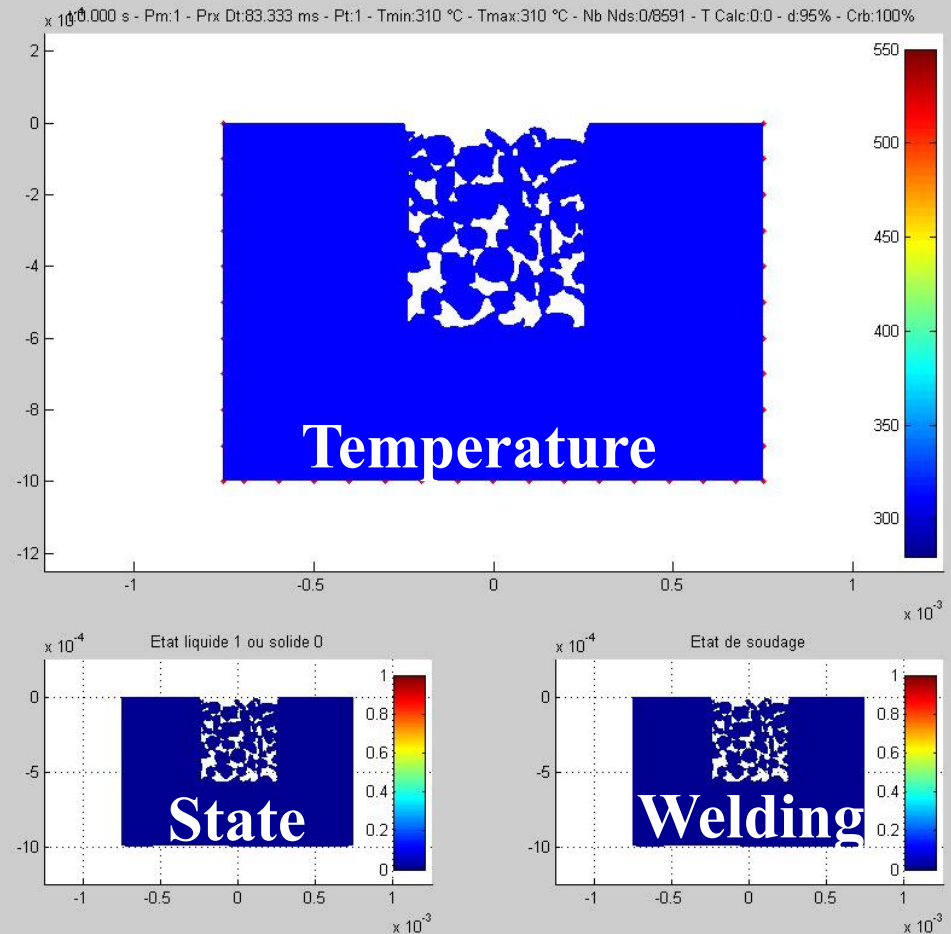 x 10-4 0.000 s - Pm:1 - Prx Dt:83.333 ms - Pt:1 - Tmin:310 °C - Tmax:310 °C - Nb Nds:0/8591 - T Calc:0:0 - d:95% - Crb:100%
2
0
-2
-4
-6
-8
-10
-12
-1 -0.5 0 0.5 1
x 10-3
550
500
450
400
350
300
Temperature
x 10-4
Etat liquide 1 ou solide 0
0
-5
-10
-1 -0.5 0 0.5 1
x 10-3
1
0.8
0.6
0.4
0.2
0
State
x 10-4
Etat de soudage
0
-5
-10
-1 -0.5 0 0.5 1
x 10-3
1
0.8
0.6
0.4
0.2
0
Welding